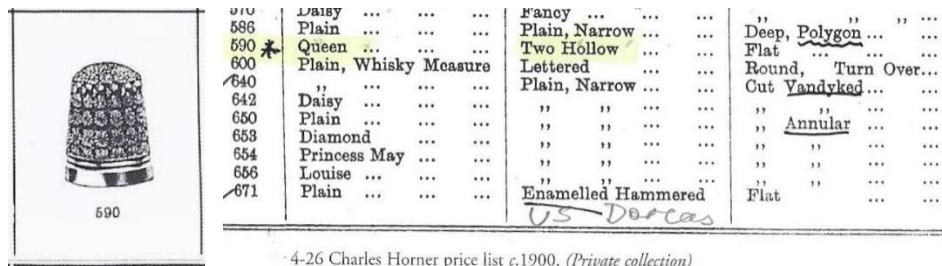 590
570 Daisy ... ... ... Fancy ... ... ... ,, ,, ,, ...
586 Plain ... ... ... Plain, Narrow ... ... Deep, Polygon ... ...
590 Queen ... ... ... Two Hollow ... ... Flat ... ... ...
600 Plain, Whisky Measure Lettered ... ... Round, Turn Over...
640 ,, ... ... ... Plain, Narrow ... ... Cut Vandyked ... ...
642 Daisy ... ... ... ,, ,, ... ... ,, ,, ... ...
650 Plain ... ... ... ,, ,, ... ... ,, Annular ... ...
653 Diamond ... ... ,, ,, ... ... ,, ,, ... ...
654 Princess May ... ... ,, ,, ... ... ,, ,, ... ...
656 Louise ... ... ... ,, ,, ... ... ,, ,, ... ...
671 Plain ... ... ... Enamelled Hammered Flat ... ... ...
US Dorcas
4-26 Charles Horner price list c.1900. (Private collection)